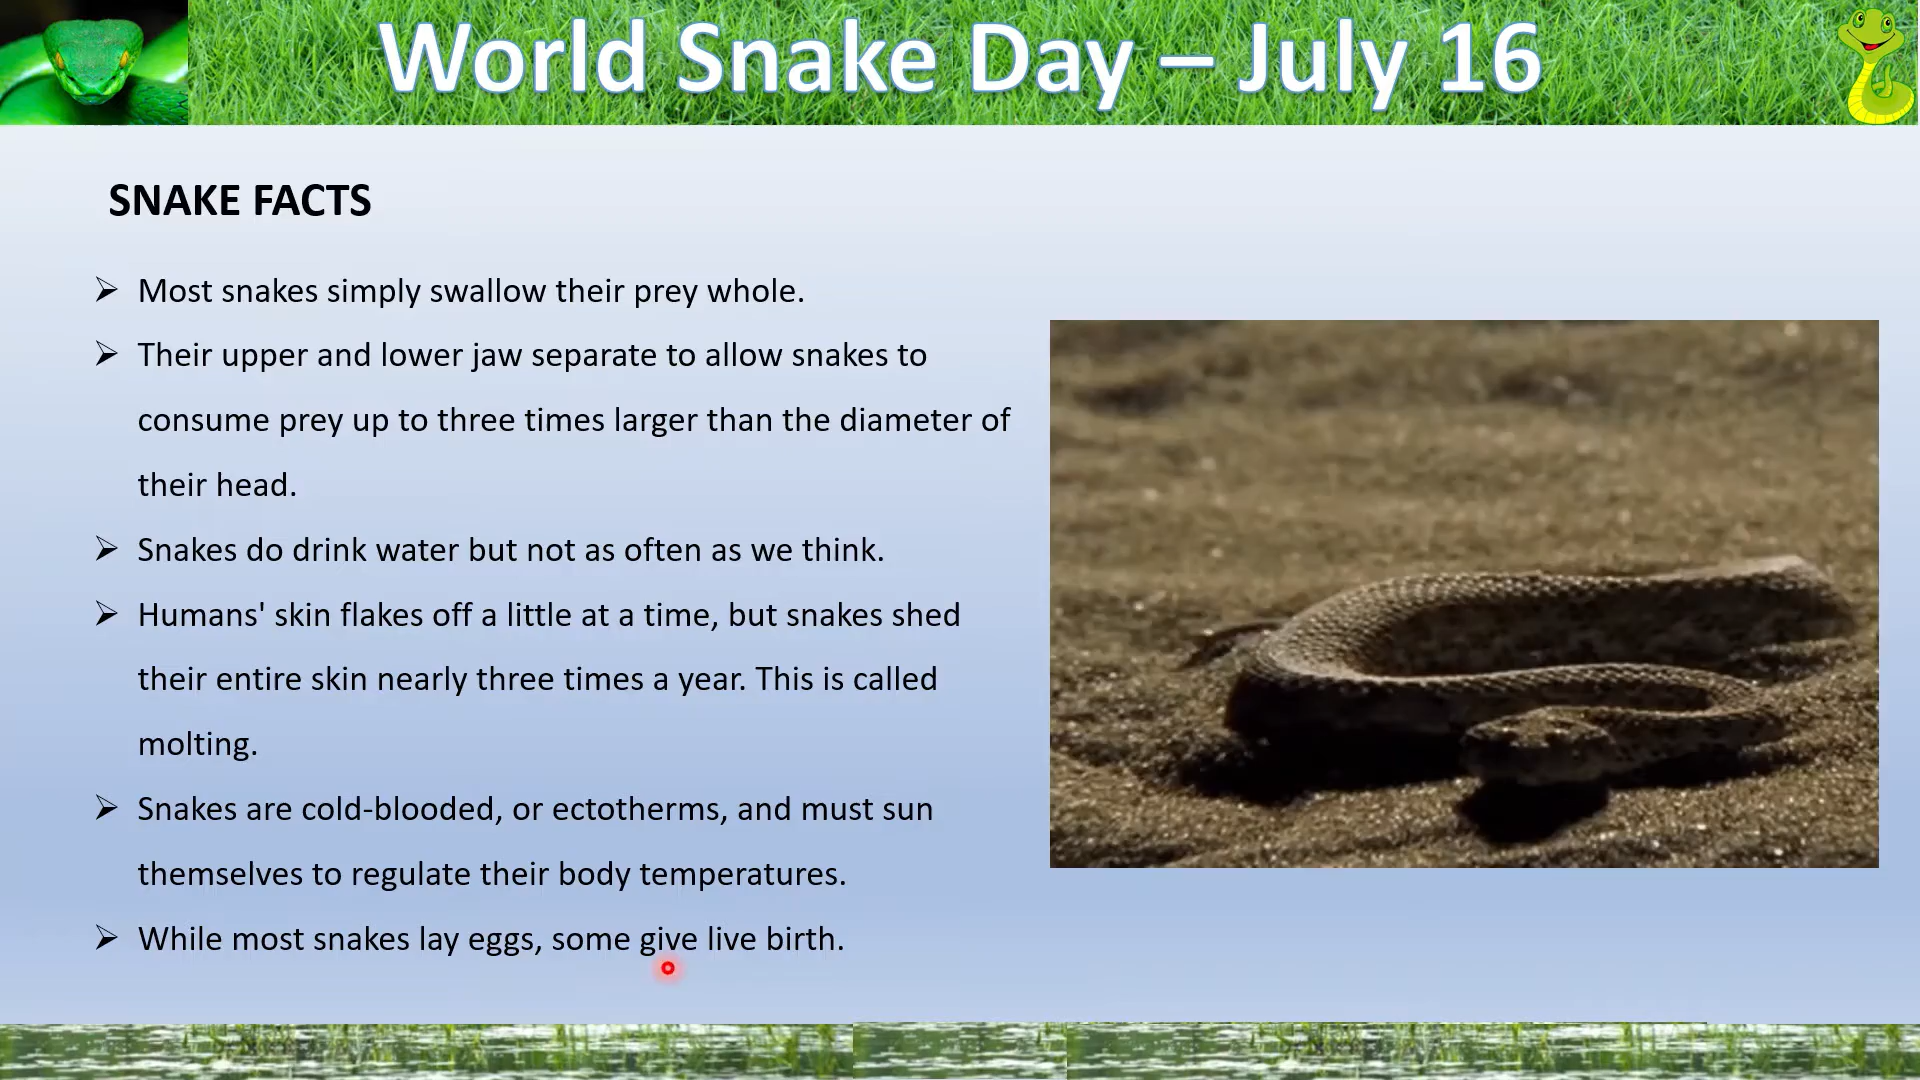 World Snake Day – July 16
SNAKE FACTS
➢ Most snakes simply swallow their prey whole.
➢ Their upper and lower jaw separate to allow snakes to
consume prey up to three times larger than the diameter of
their head.
➢ Snakes do drink water but not as often as we think.
➢ Humans' skin flakes off a little at a time, but snakes shed
their entire skin nearly three times a year. This is called
molting.
➢ Snakes are cold-blooded, or ectotherms, and must sun
themselves to regulate their body temperatures.
➢ While most snakes lay eggs, some give live birth.